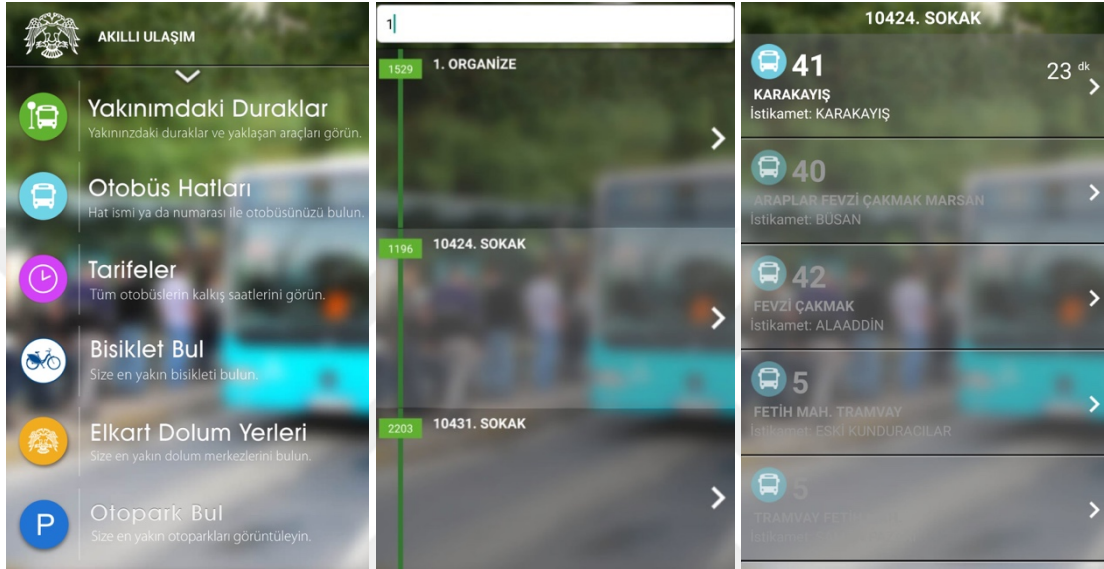 AKILLI ULAŞIM
Yakınımdaki Duraklar
Yakınınzdaki duraklar ve yaklaşan araçları görün.
Otobüs Hatları
Hat ismi ya da numarası ile otobüsünüzü bulun.
Tarifeler
Tüm otobüslerin kalkış saatlerini görün.
Bisiklet Bul
Size en yakın bisikleti bulun.
Elkart Dolum Yerleri
Size en yakın dolum merkezlerini bulun.
P
Otopark Bul
Size en yakın otoparkları görüntüleyin.
1
1529 1. ORGANİZE
1196 10424. SOKAK
2203 10431. SOKAK
10424. SOKAK
41
23 dk
KARAKAYIŞ
İstikamet: KARAKAYIŞ
40
ARAPLAR FEVZİ ÇAKMAK MARSAN
İstikamet: BÜSAN
42
FEVZİ ÇAKMAK
İstikamet: ALAADDİN
5
FETİH MAH. TRAMVAY
İstikamet: ESKİ KUNDURACILAR
5
TRAMVAY
İstikamet: